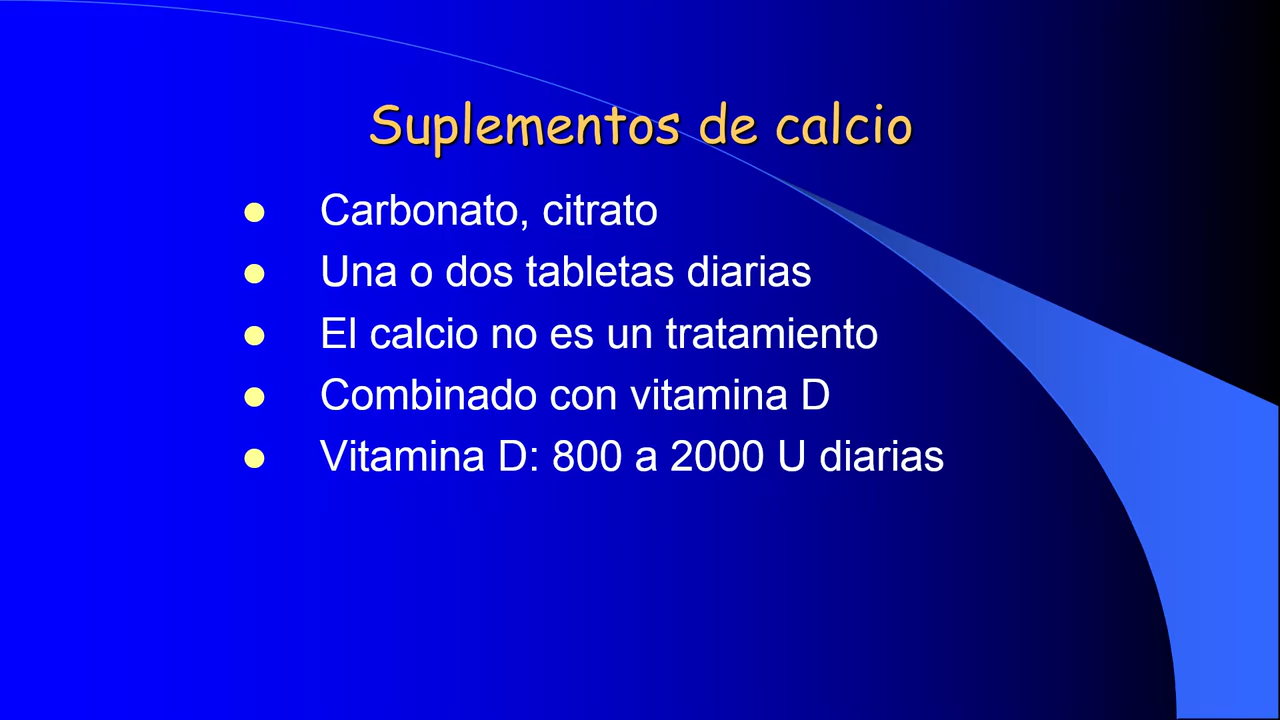 Suplementos de calcio
Carbonato, citrato
Una o dos tabletas diarias
El calcio no es un tratamiento
Combinado con vitamina D
Vitamina D: 800 a 2000 U diarias